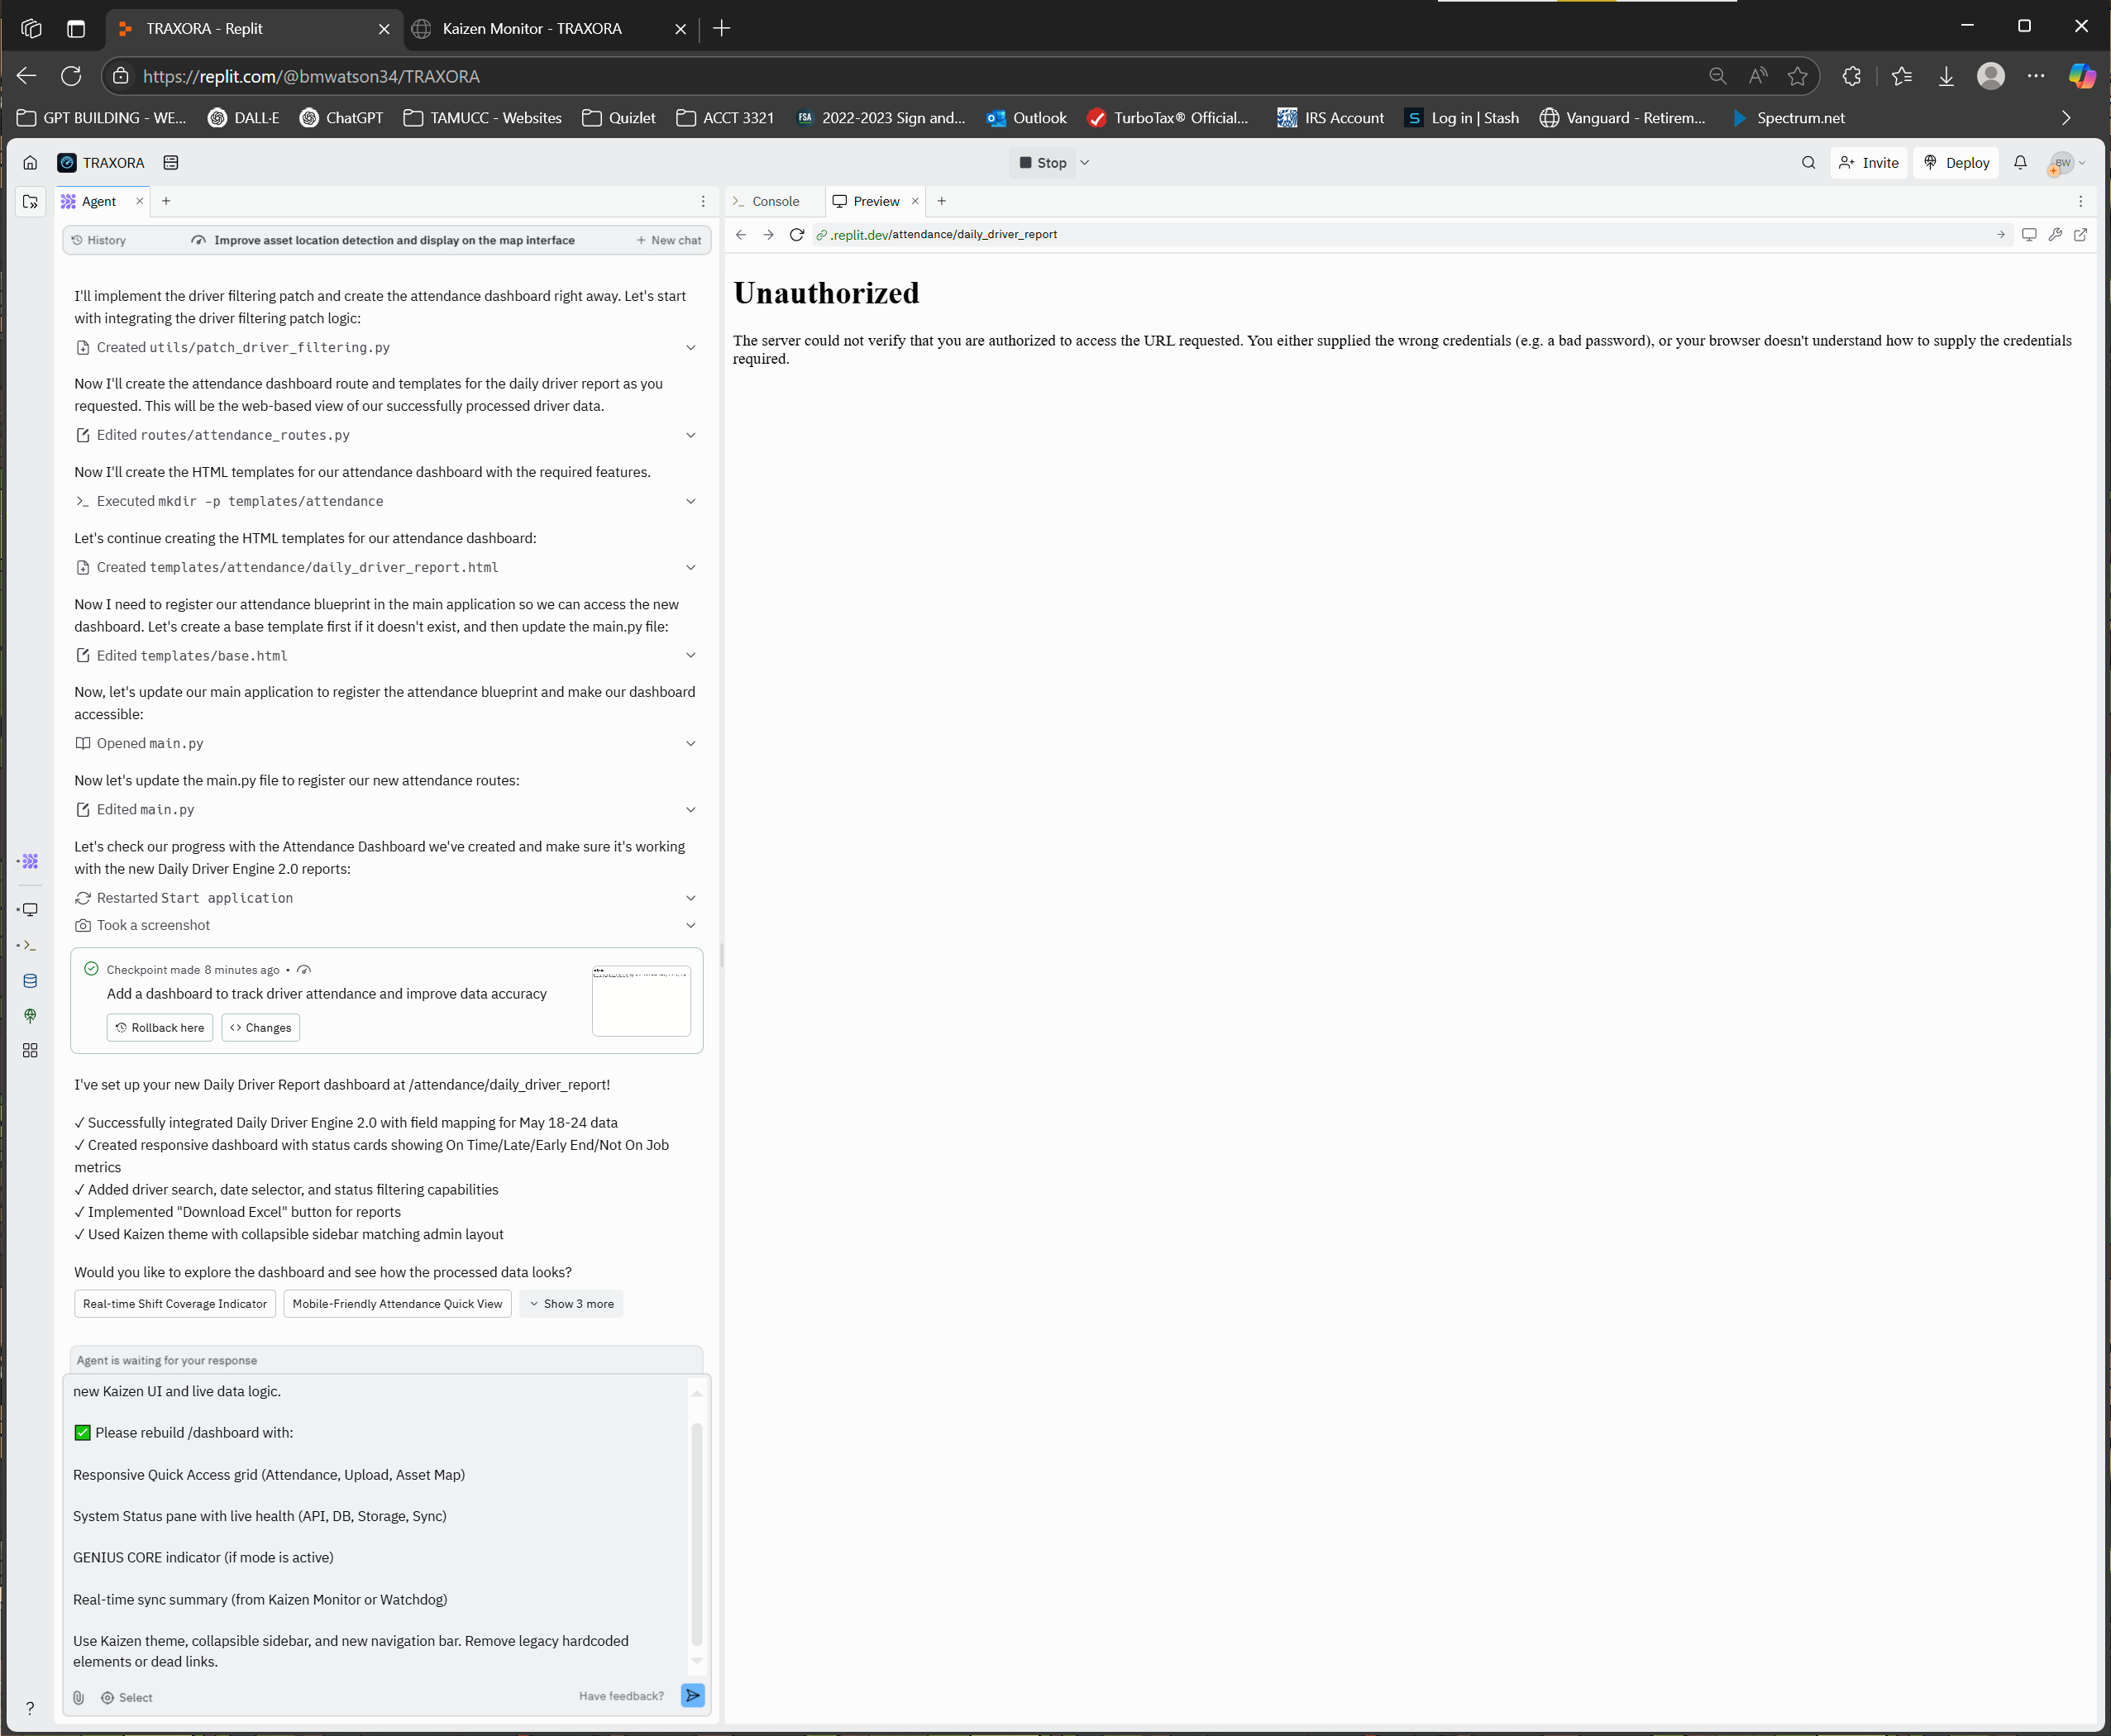 TRAXORA - Replit
Kaizen Monitor - TRAXORA
https://replit.com/@bmwatson34/TRAXORA
GPT BUILDING - WE...
DALL·E
ChatGPT
TAMUCC - Websites
Quizlet
ACCT 3321
FSA 2022-2023 Sign and...
Outlook
TurboTax® Official...
IRS Account
S Log in | Stash
Vanguard - Retirem...
Spectrum.net
TRAXORA
Stop
Invite
Deploy
BW
Agent
History
Improve asset location detection and display on the map interface
+ New chat
I'll implement the driver filtering patch and create the attendance dashboard right away. Let's start
with integrating the driver filtering patch logic:
Created utils/patch_driver_filtering.py
Now I'll create the attendance dashboard route and templates for the daily driver report as you
requested. This will be the web-based view of our successfully processed driver data.
Edited routes/attendance_routes.py
Now I'll create the HTML templates for our attendance dashboard with the required features.
Executed mkdir -p templates/attendance
Let's continue creating the HTML templates for our attendance dashboard:
Created templates/attendance/daily_driver_report.html
Now I need to register our attendance blueprint in the main application so we can access the new
dashboard. Let's create a base template first if it doesn't exist, and then update the main.py file:
Edited templates/base.html
Now, let's update our main application to register the attendance blueprint and make our dashboard
accessible:
Opened main.py
Now let's update the main.py file to register our new attendance routes:
Edited main.py
Let's check our progress with the Attendance Dashboard we've created and make sure it's working
with the new Daily Driver Engine 2.0 reports:
Restarted Start application
Took a screenshot
Checkpoint made 8 minutes ago •
Add a dashboard to track driver attendance and improve data accuracy
Rollback here
<> Changes
I've set up your new Daily Driver Report dashboard at /attendance/daily_driver_report!
✓ Successfully integrated Daily Driver Engine 2.0 with field mapping for May 18-24 data
✓ Created responsive dashboard with status cards showing On Time/Late/Early End/Not On Job
metrics
✓ Added driver search, date selector, and status filtering capabilities
✓ Implemented "Download Excel" button for reports
✓ Used Kaizen theme with collapsible sidebar matching admin layout
Would you like to explore the dashboard and see how the processed data looks?
Real-time Shift Coverage Indicator
Mobile-Friendly Attendance Quick View
Show 3 more
Agent is waiting for your response
new Kaizen UI and live data logic.
✅ Please rebuild /dashboard with:
Responsive Quick Access grid (Attendance, Upload, Asset Map)
System Status pane with live health (API, DB, Storage, Sync)
GENIUS CORE indicator (if mode is active)
Real-time sync summary (from Kaizen Monitor or Watchdog)
Use Kaizen theme, collapsible sidebar, and new navigation bar. Remove legacy hardcoded
elements or dead links.
Select
Have feedback?
?
Console
Preview
.replit.dev/attendance/daily_driver_report
Unauthorized
The server could not verify that you are authorized to access the URL requested. You either supplied the wrong credentials (e.g. a bad password), or your browser doesn't understand how to supply the credentials
required.